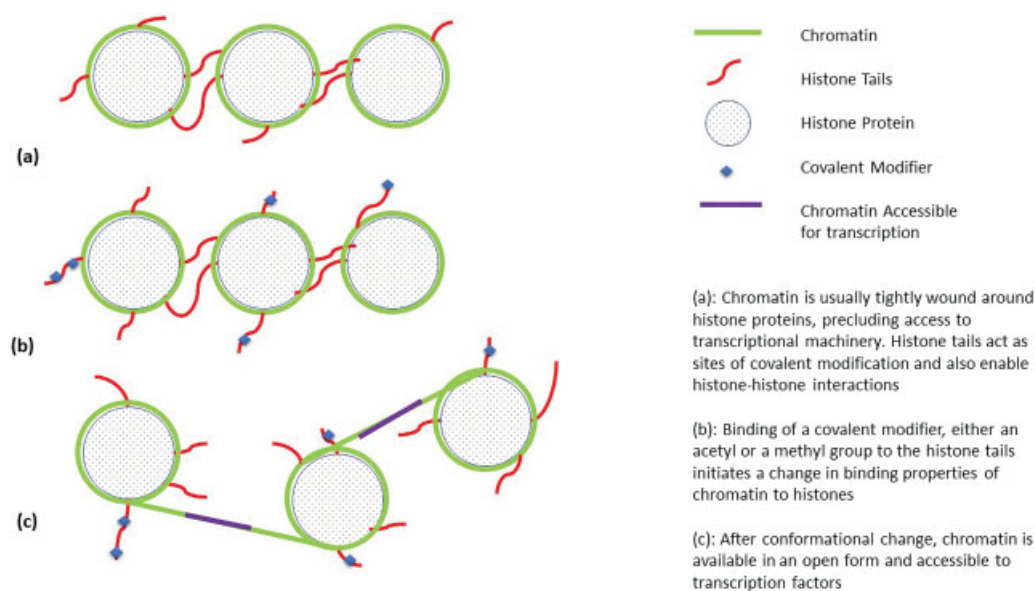 Chromatin
Histone Tails
Histone Protein
(a)
Covalent Modifier
Chromatin Accessible
for transcription
(a): Chromatin is usually tightly wound around
histone proteins, precluding access to
transcriptional machinery. Histone tails act as
sites of covalent modification and also enable
histone-histone interactions
(b)
(b): Binding of a covalent modifier, either an
acetyl or a methyl group to the histone tails
initiates a change in binding properties of
chromatin to histones
(c)
(c): After conformational change, chromatin is
available in an open form and accessible to
transcription factors